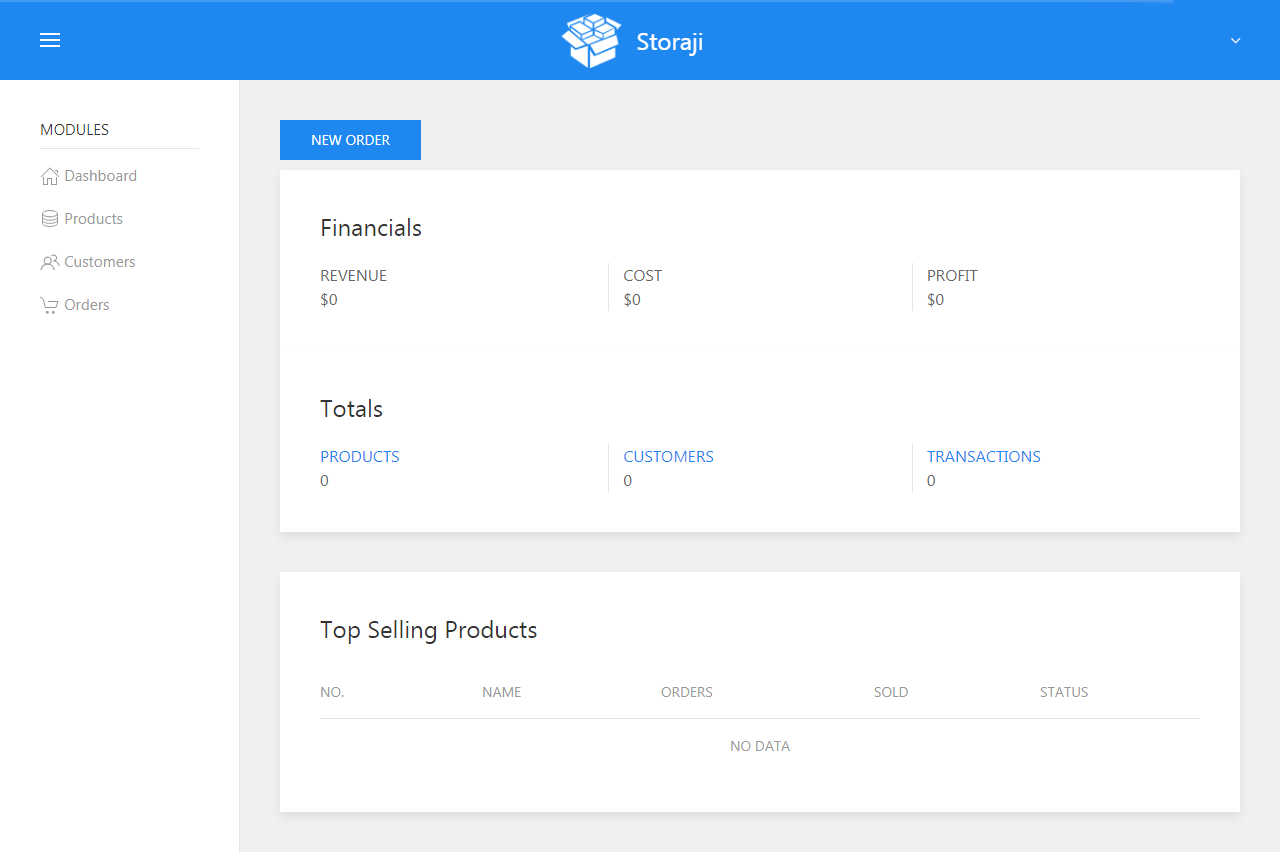 Storaji
MODULES
Dashboard
Products
Customers
Orders
NEW ORDER
Financials
REVENUE COST PROFIT
$0 $0 $0
Totals
PRODUCTS CUSTOMERS TRANSACTIONS
0 0 0
Top Selling Products
NO. NAME ORDERS SOLD STATUS
NO DATA